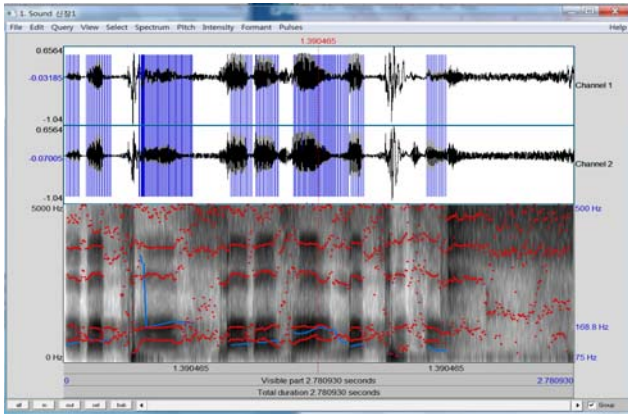 1. Sound 신장1
File Edit Query View Select Spectrum Pitch Intensity Formant Pulses Help
1.390465
0.6564
-0.03185
Channel 1
-1.04
0.6564
-0.07005
Channel 2
-1.04
5000 Hz 500 Hz
168.8 Hz
0 Hz 75 Hz
1.390465 1.390465
0 Visible part 2.780930 seconds 2.780930
Total duration 2.780930 seconds
all in out sel bak Group